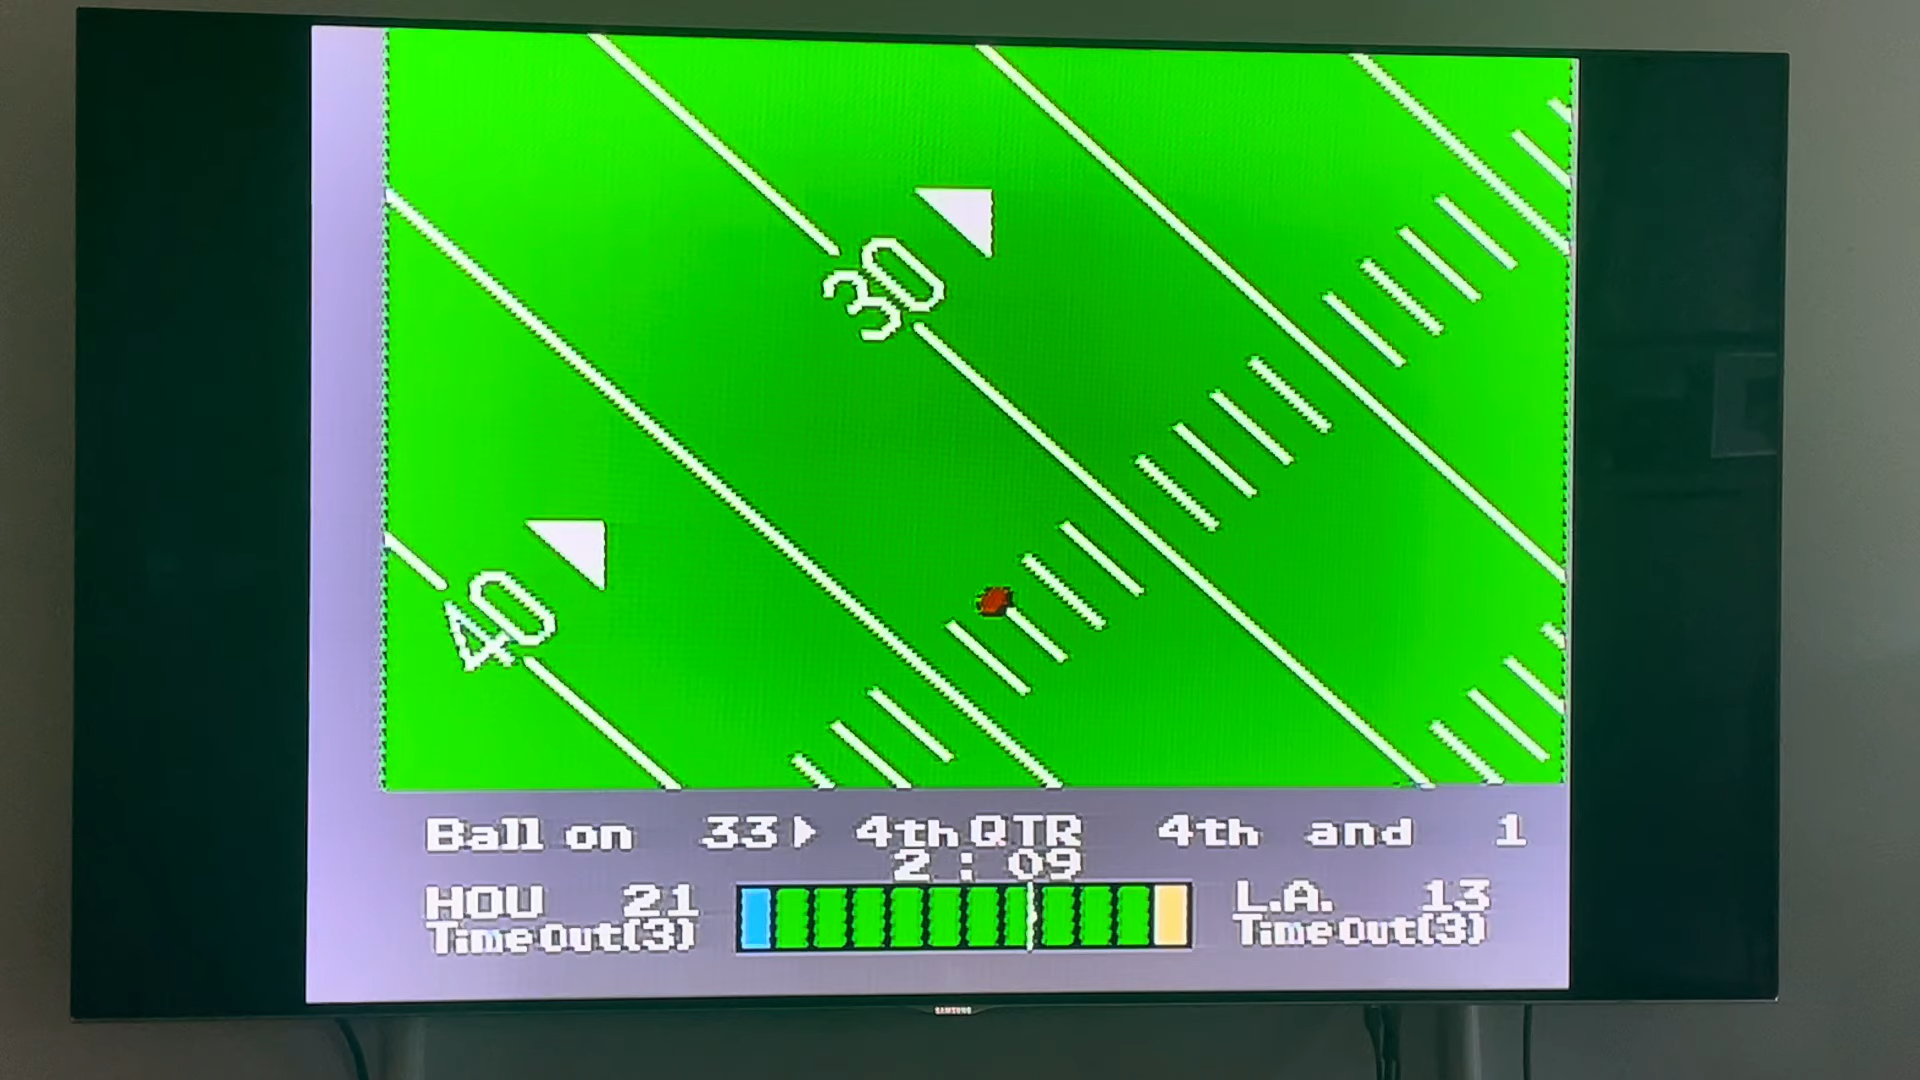 30
40
Ball on 33 4th QTR 4th and 1
2:09
HOU 21 L.A. 13
Time Out(3) Time Out(3)
SAMSUNG